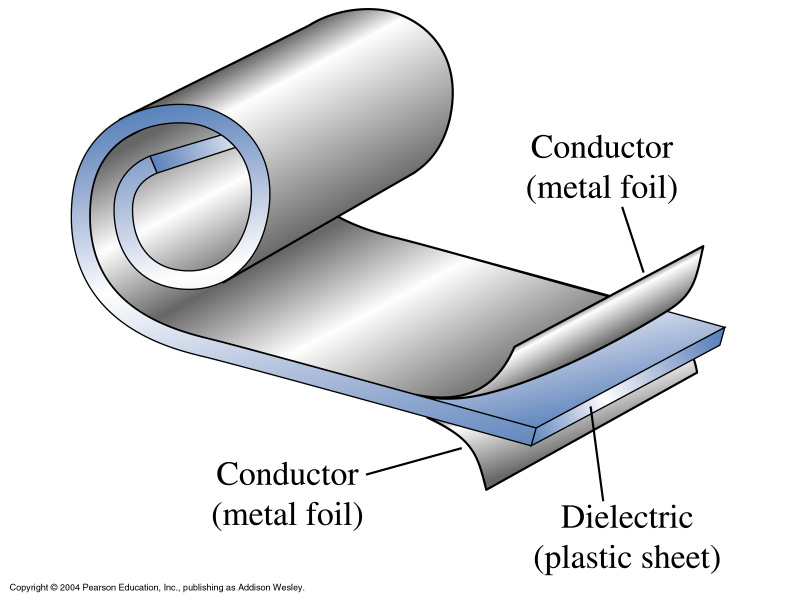 Conductor
(metal foil)
Conductor
(metal foil)
Dielectric
(plastic sheet)
Copyright © 2004 Pearson Education, Inc., publishing as Addison Wesley.